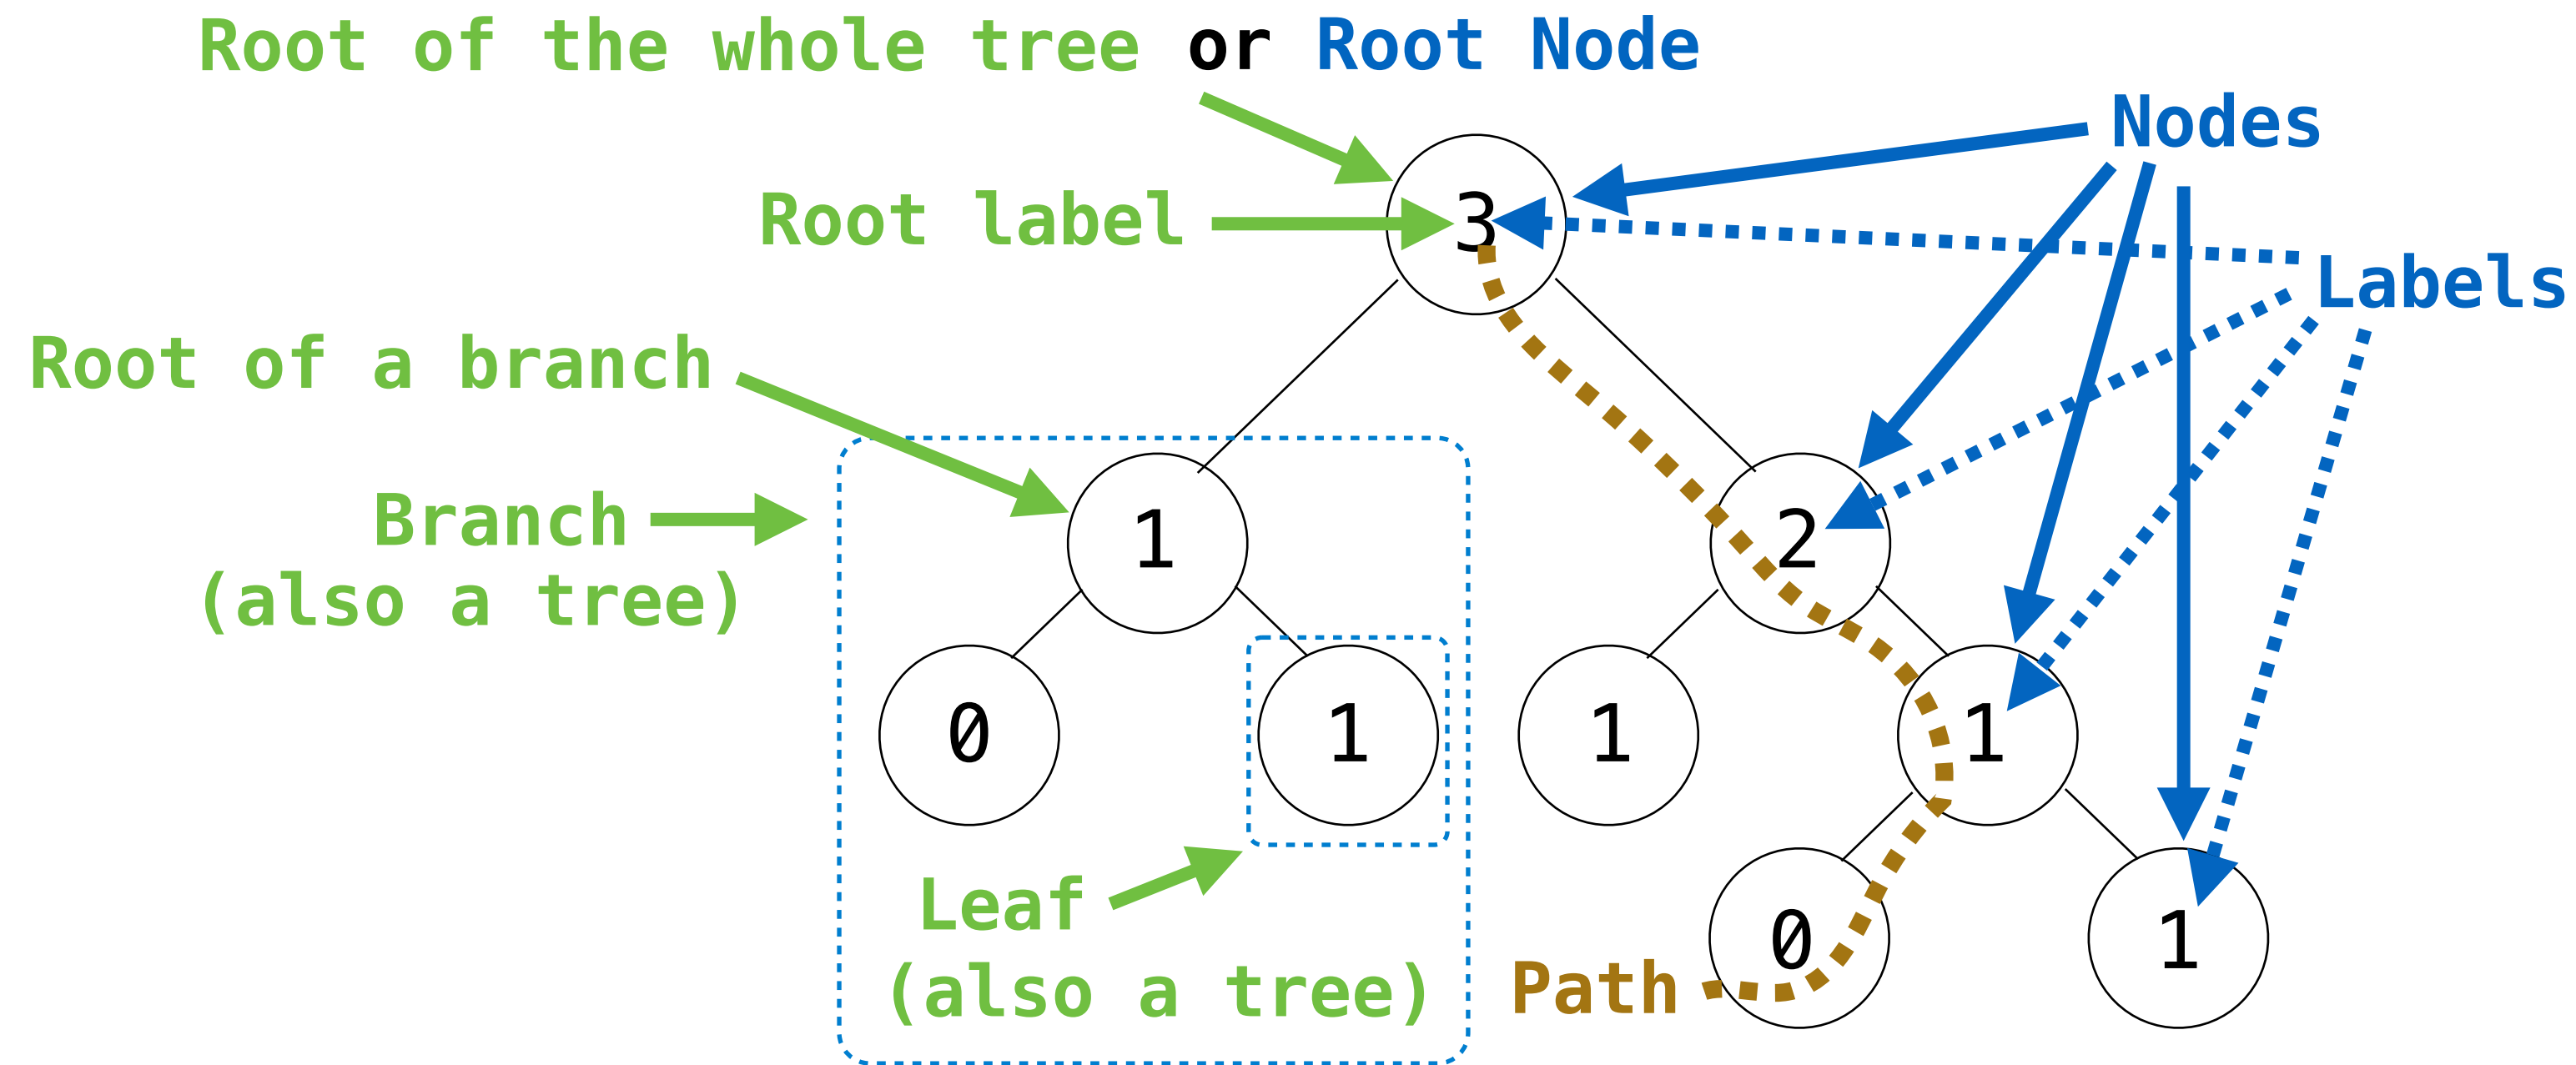 Root of the whole tree or Root Node
Nodes
Root label
3
Labels
Root of a branch
Branch
(also a tree)
1
2
0
1
1
1
Leaf
(also a tree)
Path
0
1